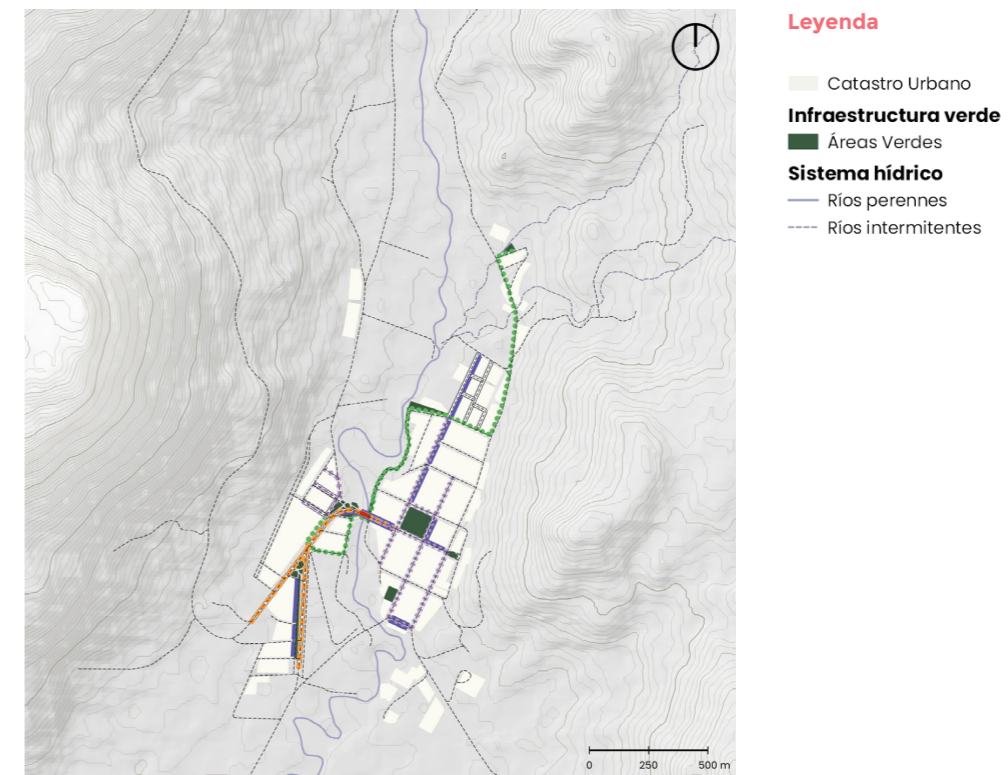 Leyenda
Catastro Urbano
Infraestructura verde
Áreas Verdes
Sistema hídrico
Ríos perennes
Ríos intermitentes
0 250 500 m